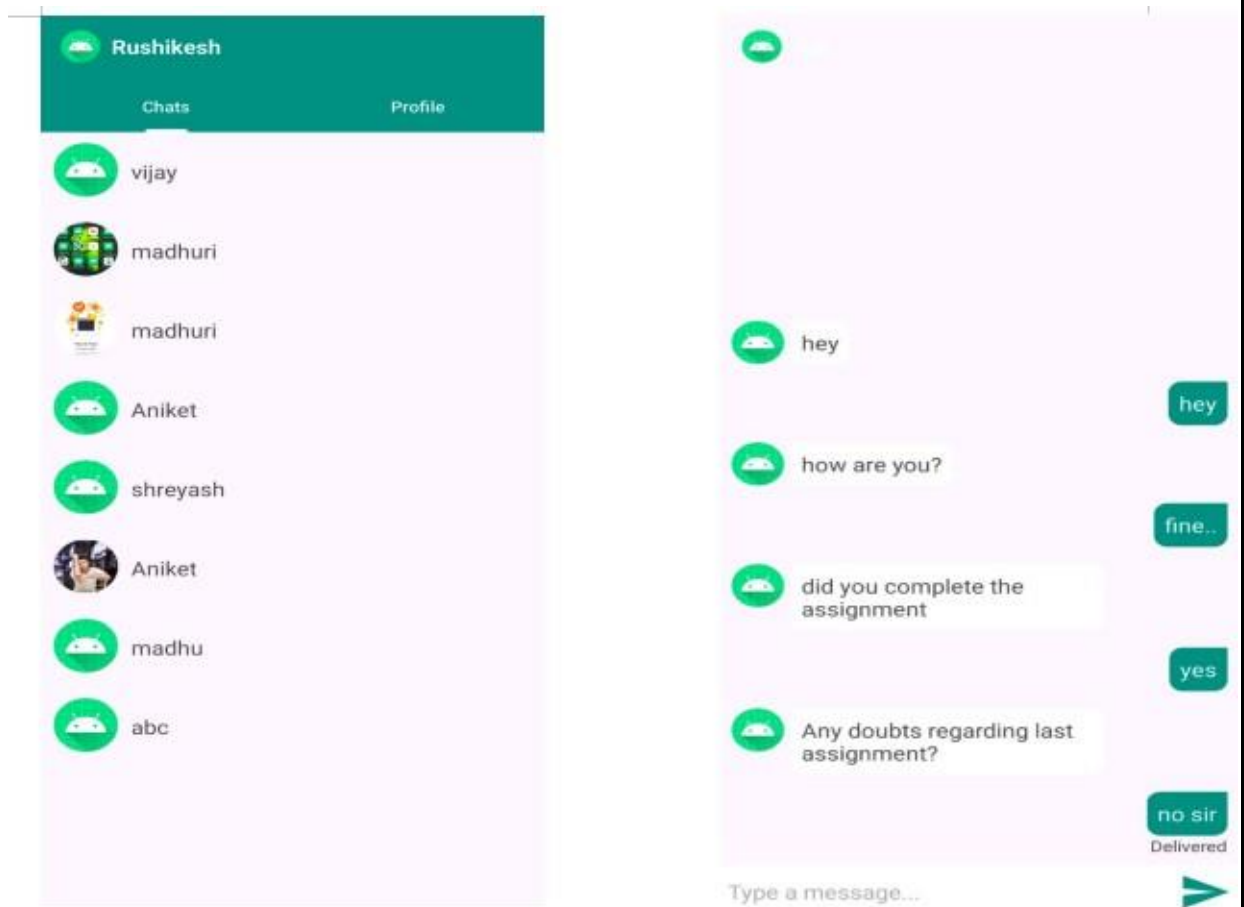 Rushikesh
Chats
Profile
vijay
madhuri
madhuri
Aniket
shreyash
Aniket
madhu
abc
hey
hey
how are you?
fine..
did you complete the
assignment
yes
Any doubts regarding last
assignment?
no sir
Delivered
Type a message...